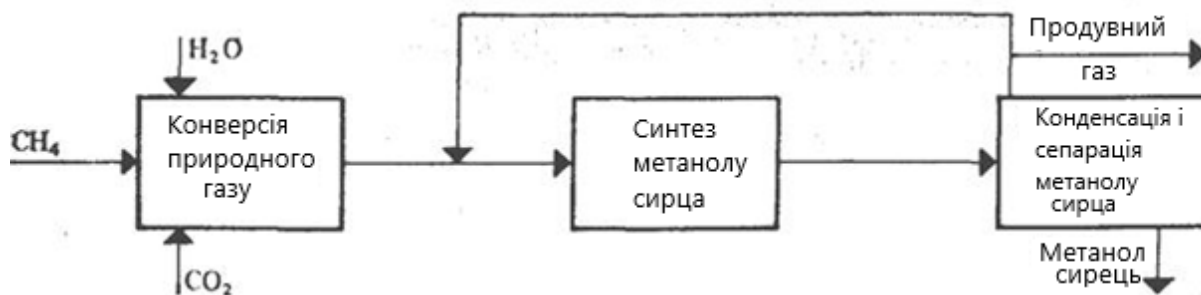 H₂O
CH₄
CO₂
Конверсія
природного
газу
Синтез
метанолу
сирца
Продувний
газ
Конденсація і
сепарація
метанолу
сирца
Метанол
сирець